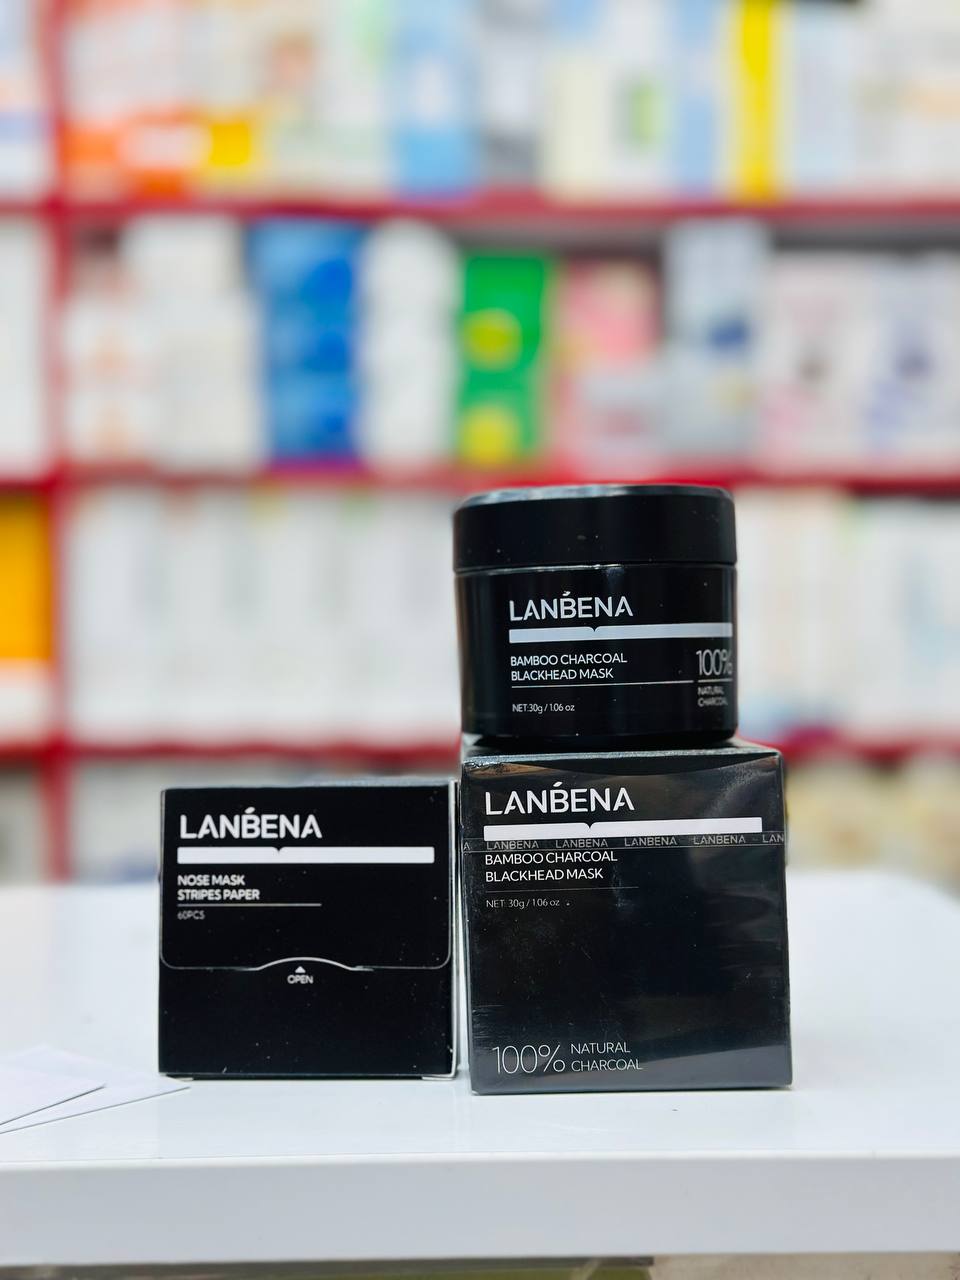 LANBENA
BAMBOO CHARCOAL
BLACKHEAD MASK
NET:30g / 1.06 oz
100%
NATURAL
CHARCOAL
LANBENA
NOSE MASK
STRIPES PAPER
60PCS
OPEN
LANBENA
LANBENA LANBENA LANBENA LANBENA
BAMBOO CHARCOAL
BLACKHEAD MASK
NET: 30g / 1.06 oz
100% NATURAL
CHARCOAL